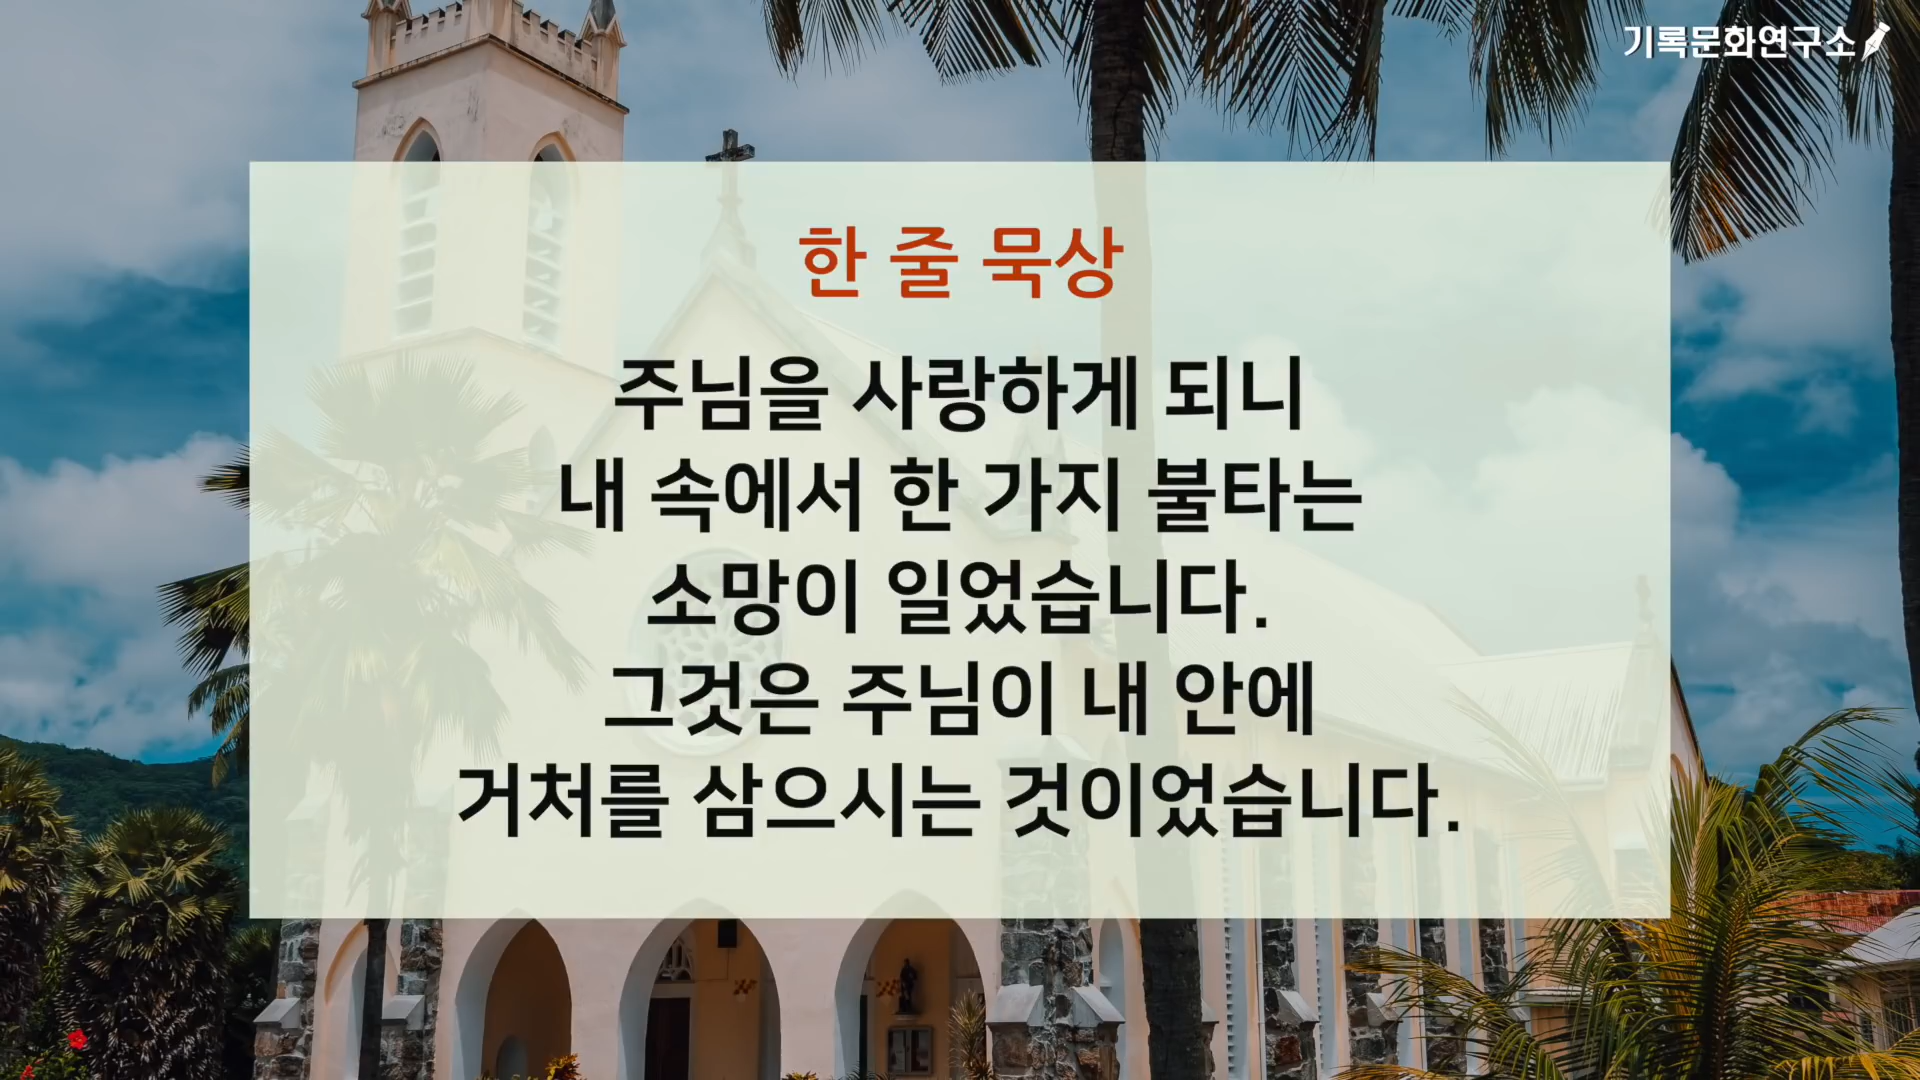 기록문화연구소
한 줄 묵상
주님을 사랑하게 되니
내 속에서 한 가지 불타는
소망이 일었습니다.
그것은 주님이 내 안에
거처를 삼으시는 것이었습니다.